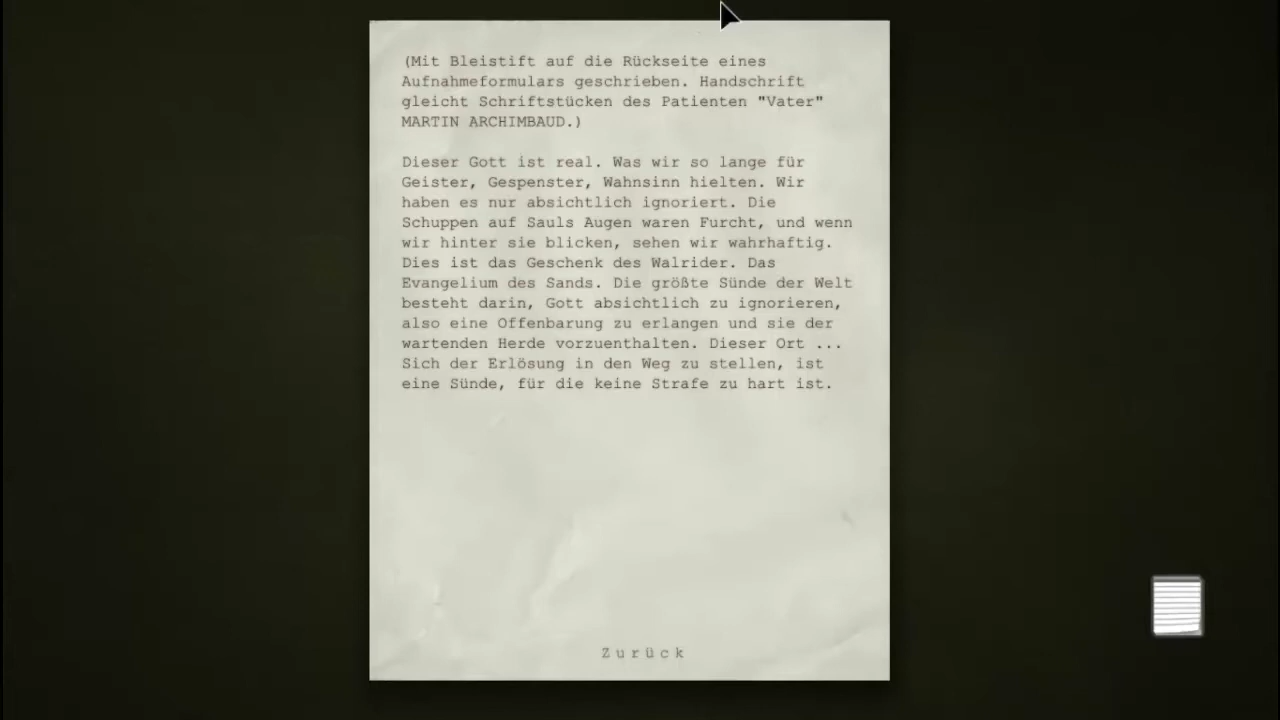 (Mit Bleistift auf die Rückseite eines
Aufnahmeformulars geschrieben. Handschrift
gleicht Schriftstücken des Patienten "Vater"
MARTIN ARCHIMBAUD.)
Dieser Gott ist real. Was wir so lange für
Geister, Gespenster, Wahnsinn hielten. Wir
haben es nur absichtlich ignoriert. Die
Schuppen auf Sauls Augen waren Furcht, und wenn
wir hinter sie blicken, sehen wir wahrhaftig.
Dies ist das Geschenk des Walrider. Das
Evangelium des Sands. Die größte Sünde der Welt
besteht darin, Gott absichtlich zu ignorieren,
also eine Offenbarung zu erlangen und sie der
wartenden Herde vorzuenthalten. Dieser Ort ...
Sich der Erlösung in den Weg zu stellen, ist
eine Sünde, für die keine Strafe zu hart ist.
Zurück